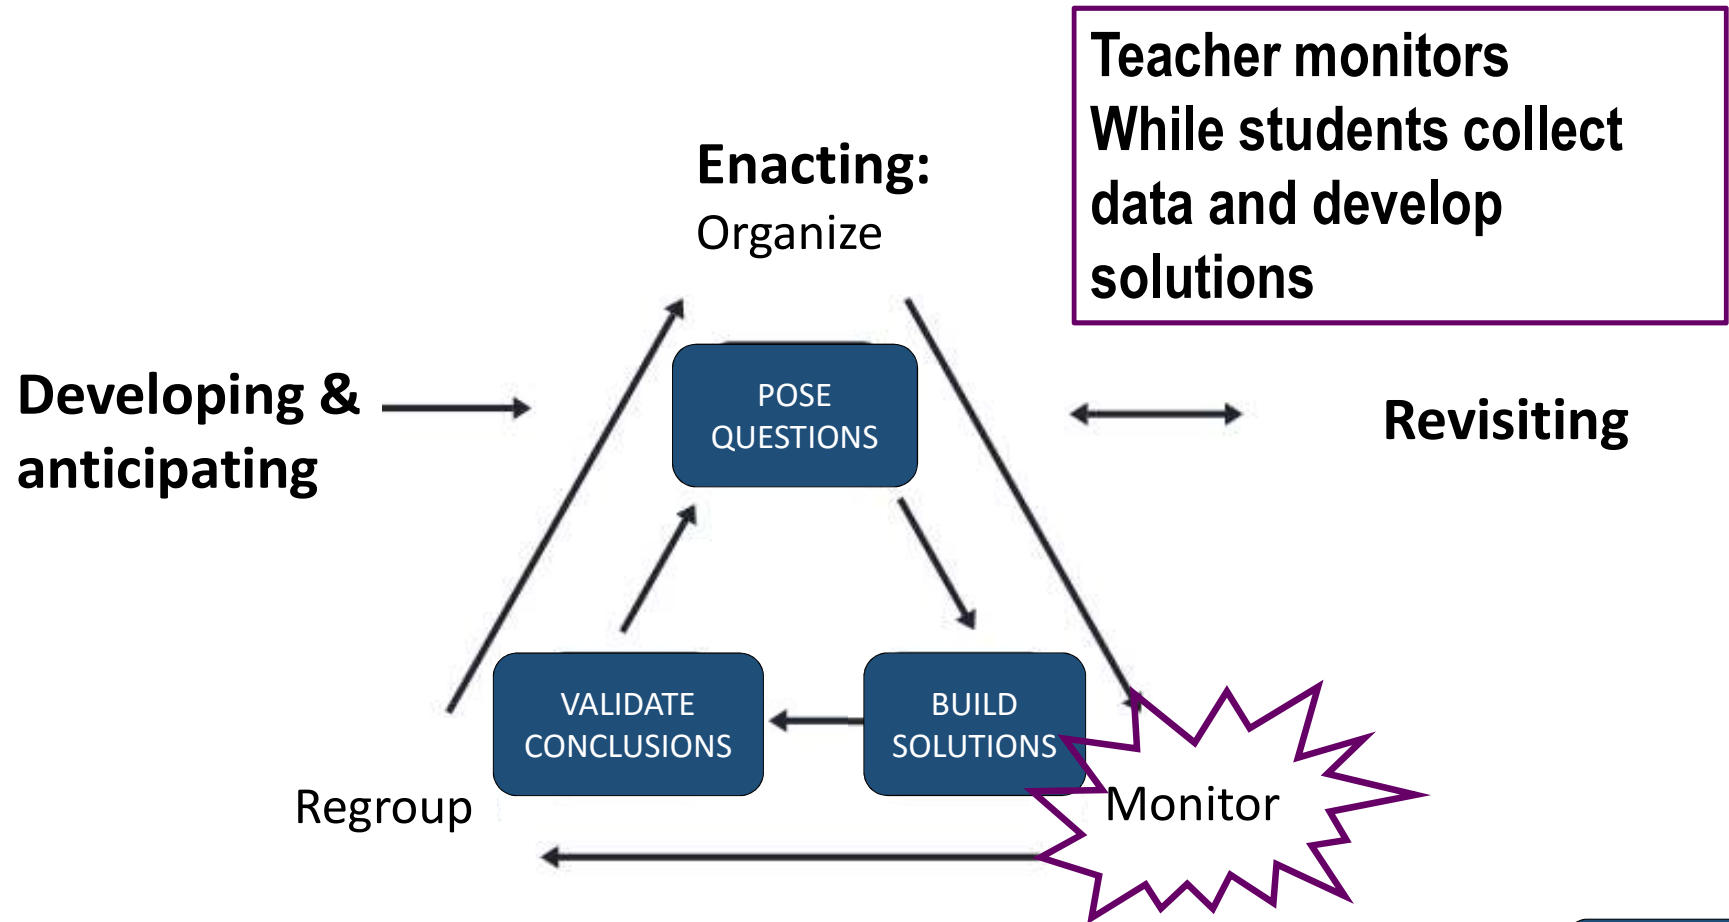 Teacher monitors
While students collect
data and develop
solutions
Enacting:
Organize
Developing &
anticipating
POSE
QUESTIONS
Revisiting
VALIDATE
CONCLUSIONS
BUILD
SOLUTIONS
Regroup
Monitor